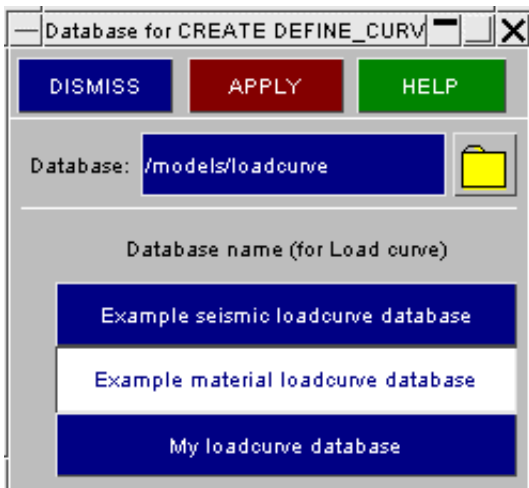 Database for CREATE DEFINE_CURV
DISMISS APPLY HELP
Database: /models/loadcurve
Database name (for Load curve)
Example seismic loadcurve database
Example material loadcurve database
My loadcurve database